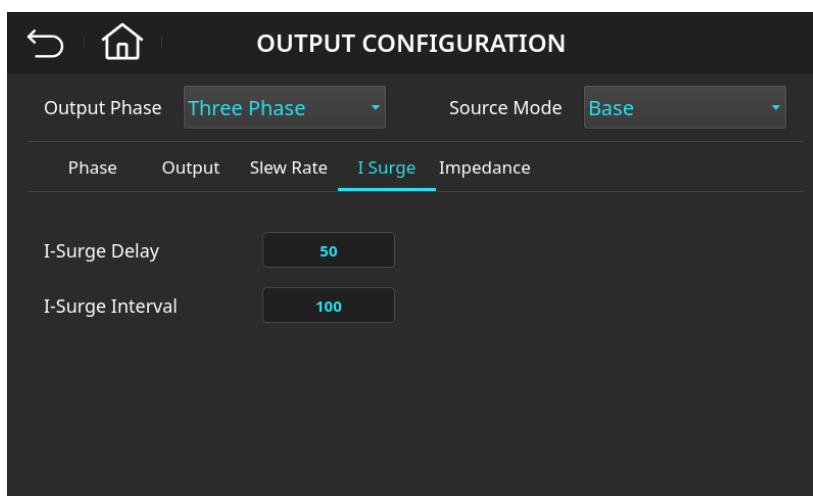 OUTPUT CONFIGURATION
Output Phase Three Phase Source Mode Base
Phase Output Slew Rate I Surge Impedance
I-Surge Delay 50
I-Surge Interval 100